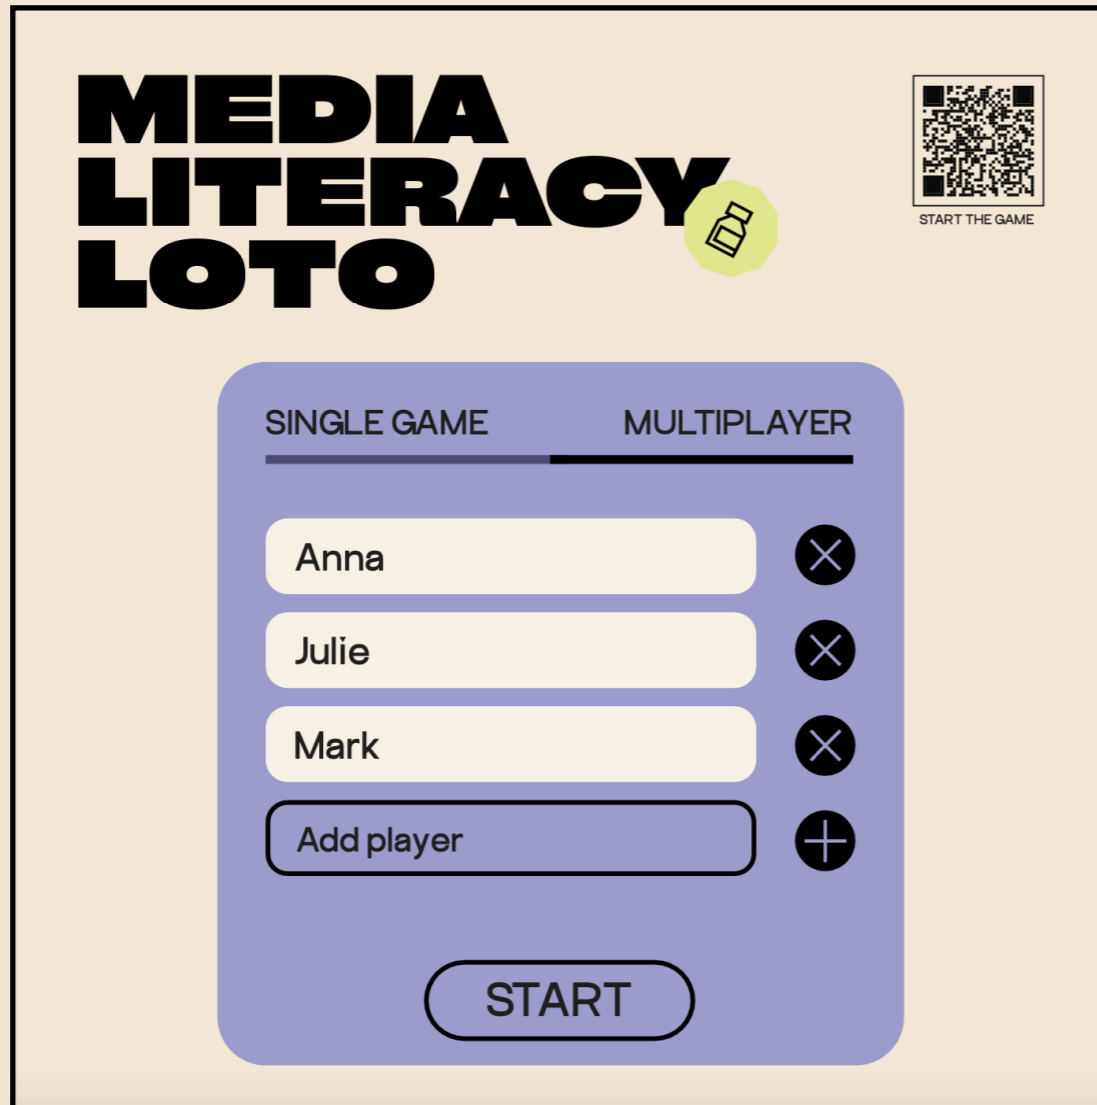 MEDIA
LITERACY
LOTO
START THE GAME
SINGLE GAME
MULTIPLAYER
Anna
Julie
Mark
Add player
START